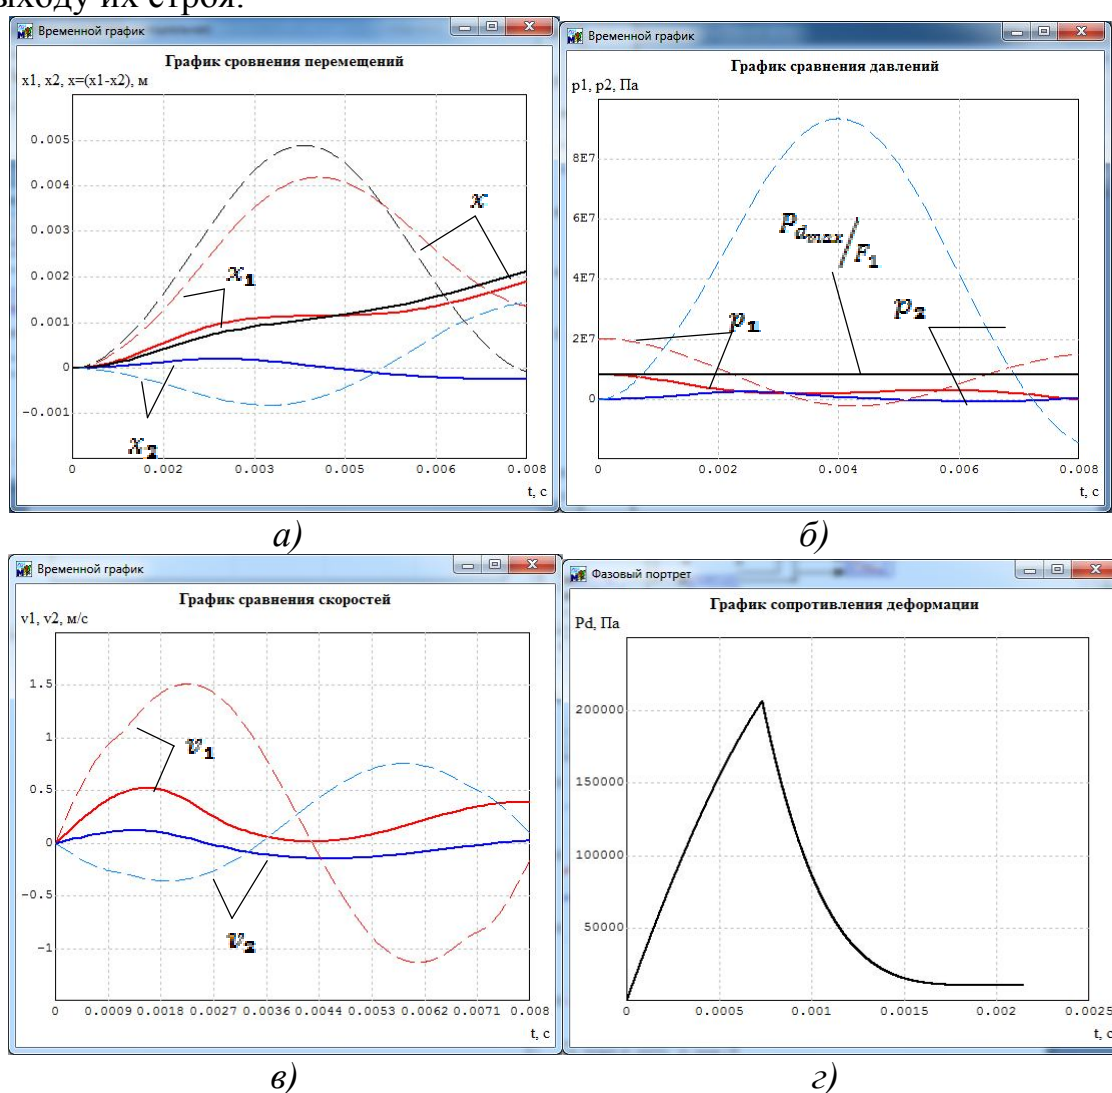 выходу их строя.
Временной график
График сровнения перемещений
x1, x2, x=(x1-x2), м
0.005
0.004
0.003
0.002
0.001
0
-0.001
x
x₁
x₂
0 0.002 0.003 0.005 0.006 0.008
t, с
а)
Временной график
График сравнения давлений
p1, p2, Па
8E7
6E7
4E7
2E7
0
P_dmax/F₁
p₁
p₂
0 0.002 0.004 0.006 0.008
t, с
б)
Временной график
График сравнения скоростей
v1, v2, м/с
1.5
1
0.5
0
-0.5
-1
v₁
v₂
0 0.0009 0.0018 0.0027 0.0036 0.0044 0.0053 0.0062 0.0071 0.008
t, с
в)
Фазовый портрет
График сопротивления деформации
Pd, Па
200000
150000
100000
50000
0 0.0005 0.001 0.0015 0.002 0.0025
t, с
г)